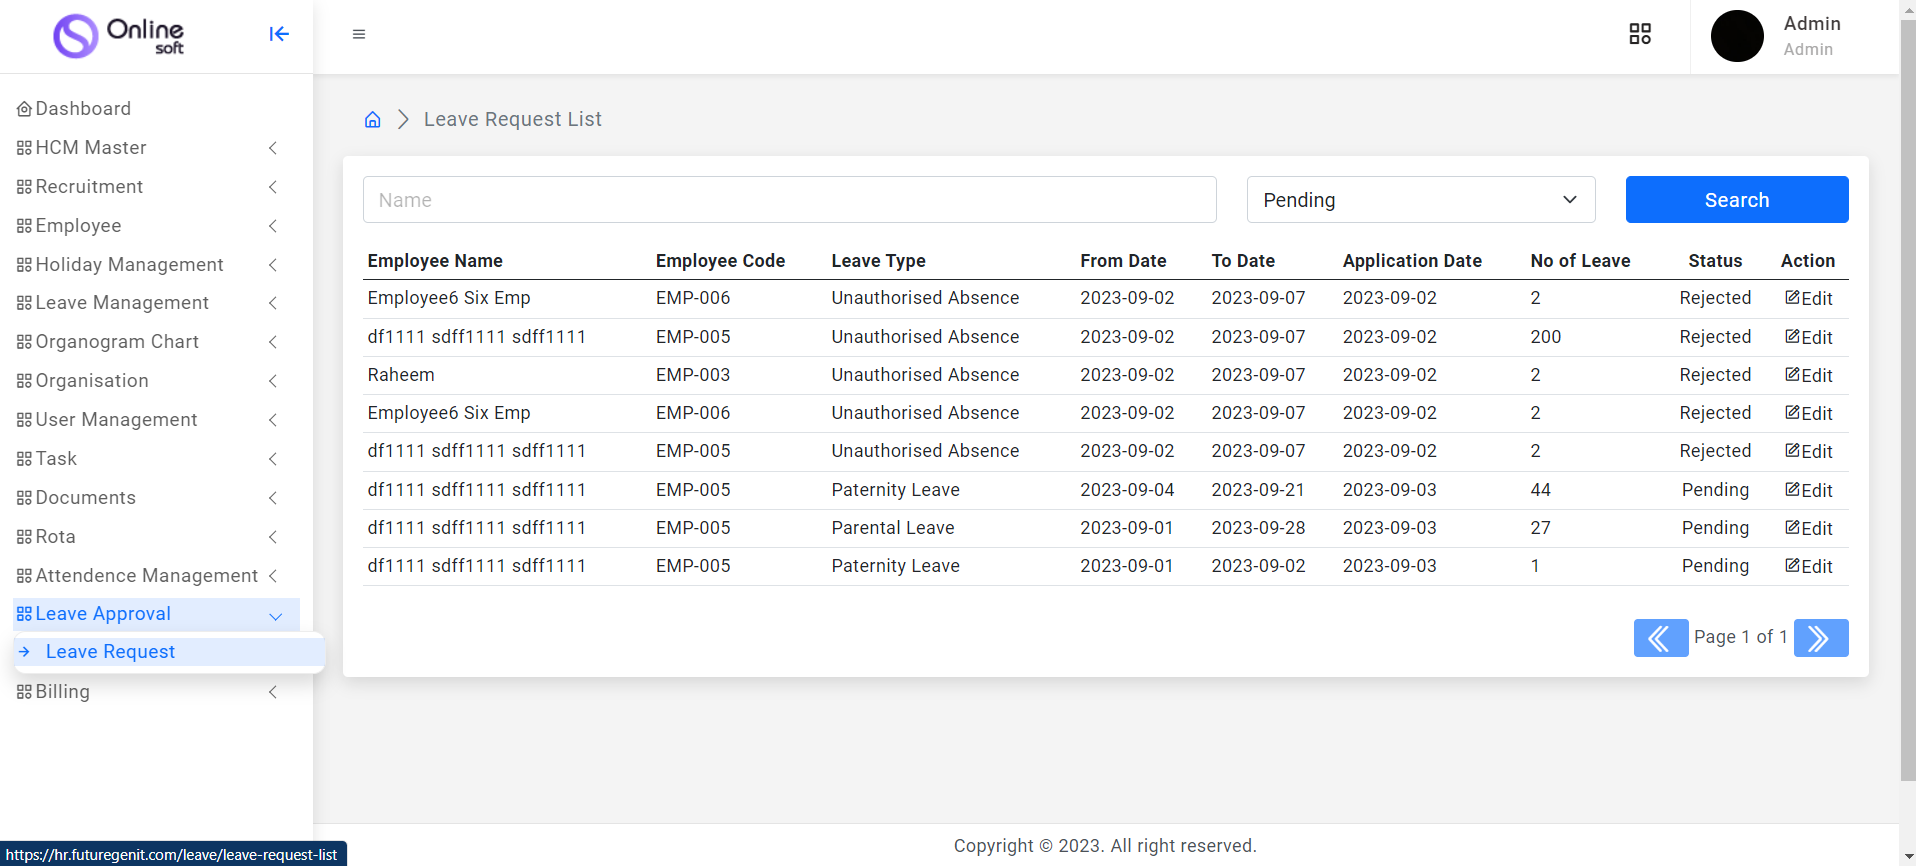 Online
soft
Admin
Admin
Dashboard
HCM Master
Recruitment
Employee
Holiday Management
Leave Management
Organogram Chart
Organisation
User Management
Task
Documents
Rota
Attendence Management
Leave Approval
Leave Request
Billing
Leave Request List
Name Pending Search
Employee Name Employee Code Leave Type From Date To Date Application Date No of Leave Status Action
Employee6 Six Emp EMP-006 Unauthorised Absence 2023-09-02 2023-09-07 2023-09-02 2 Rejected Edit
df1111 sdff1111 sdff1111 EMP-005 Unauthorised Absence 2023-09-02 2023-09-07 2023-09-02 200 Rejected Edit
Raheem EMP-003 Unauthorised Absence 2023-09-02 2023-09-07 2023-09-02 2 Rejected Edit
Employee6 Six Emp EMP-006 Unauthorised Absence 2023-09-02 2023-09-07 2023-09-02 2 Rejected Edit
df1111 sdff1111 sdff1111 EMP-005 Unauthorised Absence 2023-09-02 2023-09-07 2023-09-02 2 Rejected Edit
df1111 sdff1111 sdff1111 EMP-005 Paternity Leave 2023-09-04 2023-09-21 2023-09-03 44 Pending Edit
df1111 sdff1111 sdff1111 EMP-005 Parental Leave 2023-09-01 2023-09-28 2023-09-03 27 Pending Edit
df1111 sdff1111 sdff1111 EMP-005 Paternity Leave 2023-09-01 2023-09-02 2023-09-03 1 Pending Edit
Page 1 of 1
Copyright © 2023. All right reserved.
https://hr.futuregenit.com/leave/leave-request-list